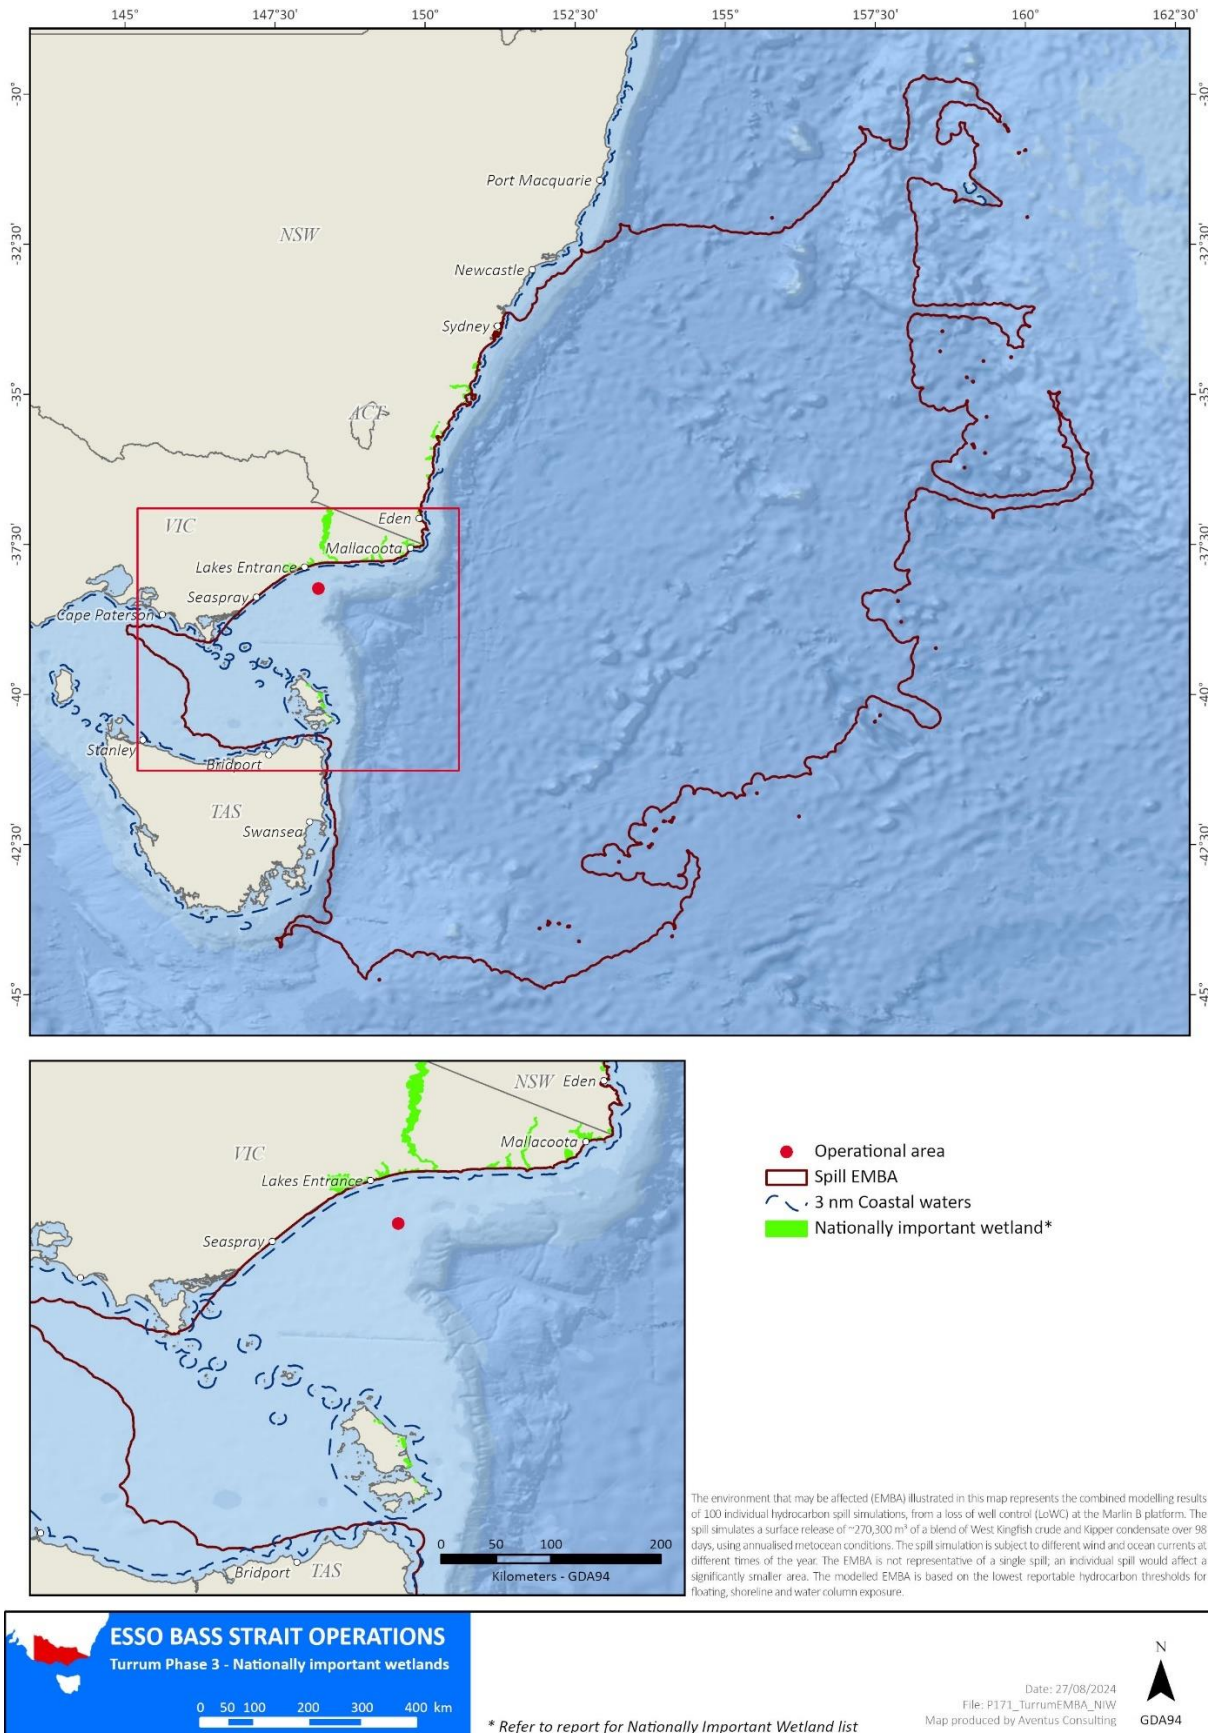 145° 147°30' 150° 152°30' 155° 157°30' 160° 162°30'
-30° -30°
Port Macquarie
NSW
-32°30' -32°30'
Newcastle
Sydney
-35° -35°
ACT
Eden
VIC
-37°30' -37°30'
Mallacoota
Lakes Entrance
Seaspray
Cape Paterson
-40° -40°
Stanley
Bridport
TAS
Swansea
-42°30' -42°30'
-45° -45°
NSW
Eden
Mallacoota
VIC
Lakes Entrance
Seaspray
Bridport
TAS
0 50 100 200
Kilometers - GDA94
Operational area
Spill EMBA
3 nm Coastal waters
Nationally important wetland*
The environment that may be affected (EMBA) illustrated in this map represents the combined modelling results
of 100 individual hydrocarbon spill simulations, from a loss of well control (LoWC) at the Marlin B platform. The
spill simulates a surface release of ~270,300 m³ of a blend of West Kingfish crude and Kipper condensate over 98
days, using annualised metocean conditions. The spill simulation is subject to different wind and ocean currents at
different times of the year. The EMBA is not representative of a single spill; an individual spill would affect a
significantly smaller area. The modelled EMBA is based on the lowest reportable hydrocarbon thresholds for
floating, shoreline and water column exposure.
ESSO BASS STRAIT OPERATIONS
Turrum Phase 3 - Nationally important wetlands
0 50 100 200 300 400 km
* Refer to report for Nationally Important Wetland list
Date: 27/08/2024
File: P171_TurrumEMBA_NIW
Map produced by Aventus Consulting
N
GDA94